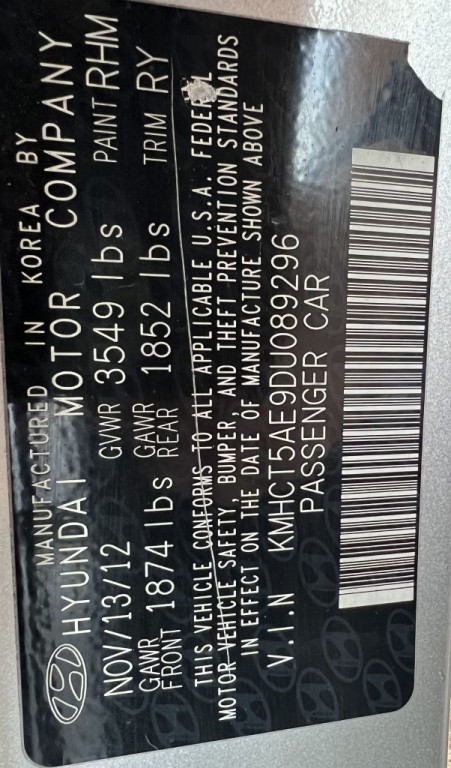 MANUFACTURED IN KOREA BY
HYUNDAI MOTOR COMPANY
NOV/13/12 GVWR 3549 lbs PAINT RHM
GAWR FRONT 1874 lbs GAWR REAR 1852 lbs TRIM RY
THIS VEHICLE CONFORMS TO ALL APPLICABLE U.S.A. FEDERAL
MOTOR VEHICLE SAFETY, BUMPER, AND THEFT PREVENTION STANDARDS
IN EFFECT ON THE DATE OF MANUFACTURE SHOWN ABOVE
V.I.N KMHCT5AE9DU089296
PASSENGER CAR